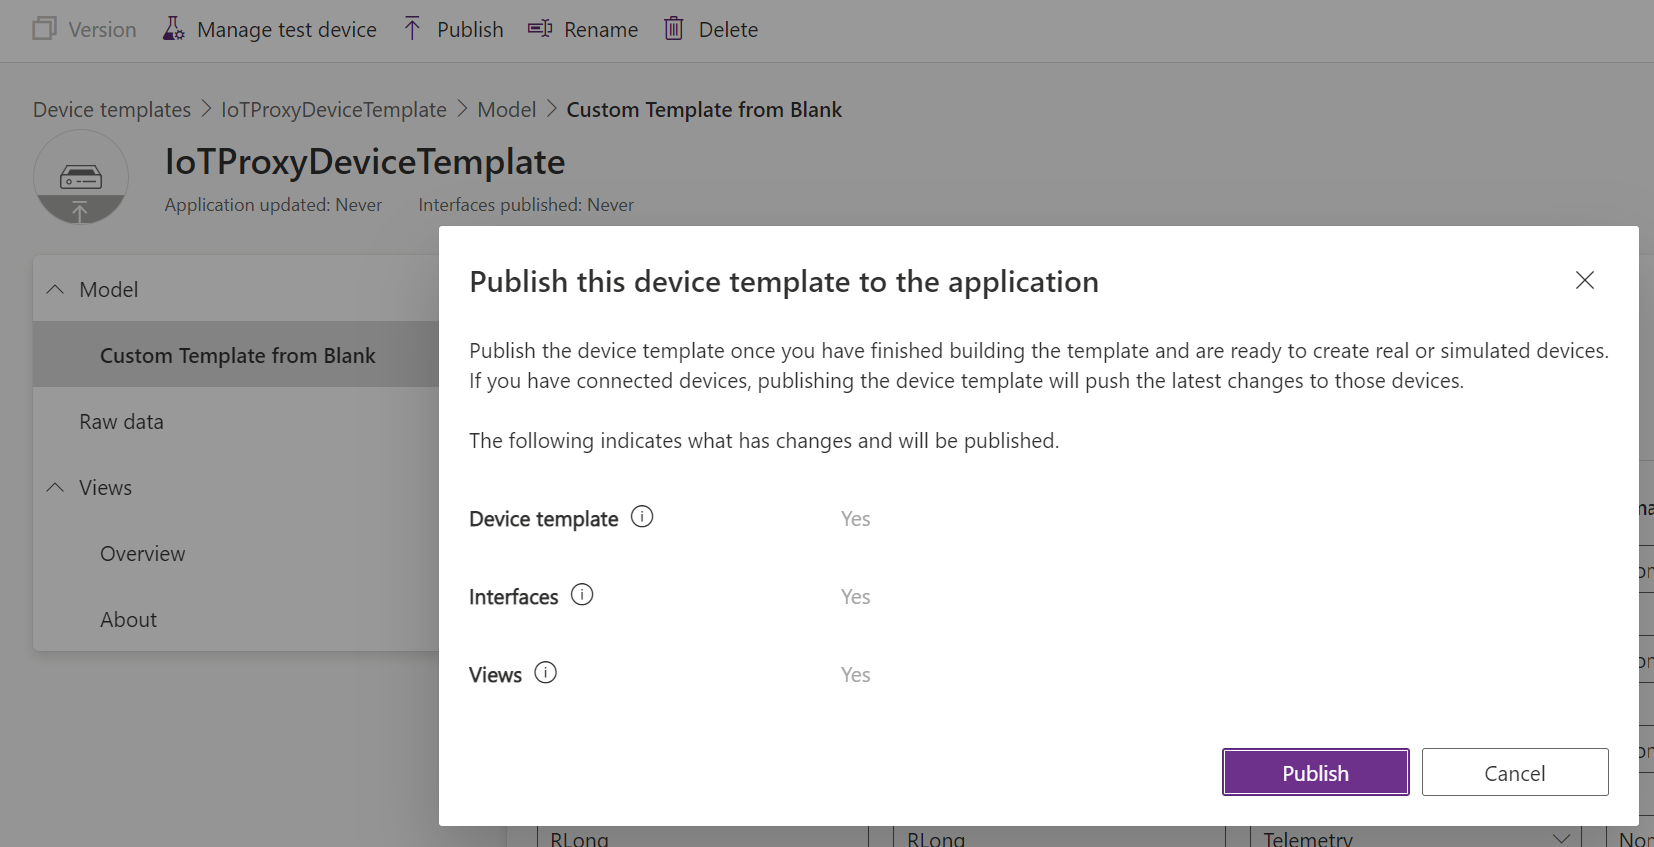 Version Manage test device Publish Rename Delete
Device templates > IoTProxyDeviceTemplate > Model > Custom Template from Blank
IoTProxyDeviceTemplate
Application updated: Never Interfaces published: Never
Model
Custom Template from Blank
Raw data
Views
Overview
About
Publish this device template to the application
Publish the device template once you have finished building the template and are ready to create real or simulated devices.
If you have connected devices, publishing the device template will push the latest changes to those devices.
The following indicates what has changes and will be published.
Device template Yes
Interfaces Yes
Views Yes
Publish Cancel
RLong RLong Telemetry